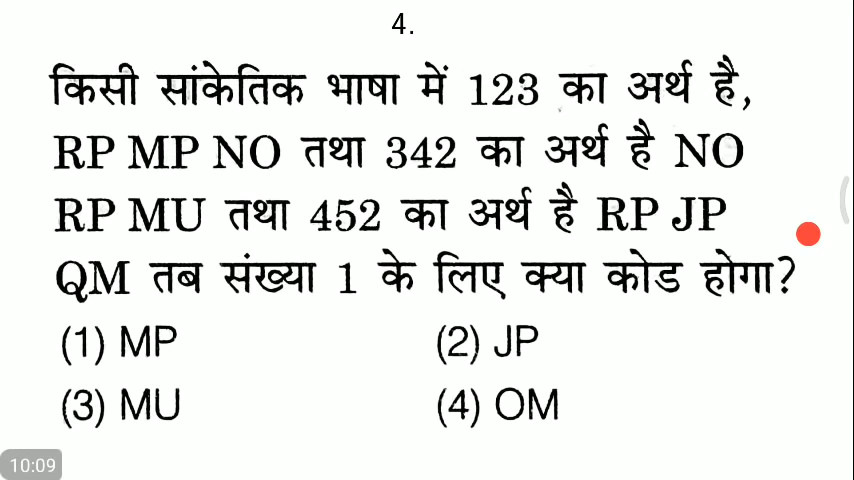 4.
किसी सांकेतिक भाषा में 123 का अर्थ है,
RP MP NO तथा 342 का अर्थ है NO
RP MU तथा 452 का अर्थ है RP JP
QM तब संख्या 1 के लिए क्या कोड होगा?
(1) MP (2) JP
(3) MU (4) OM
10:09